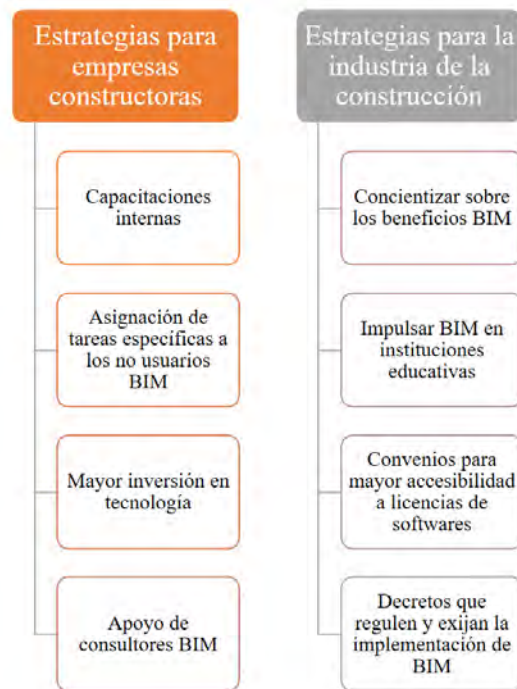 Estrategias para
empresas
constructoras
Capacitaciones
internas
Asignación de
tareas específicas a
los no usuarios
BIM
Mayor inversión en
tecnología
Apoyo de
consultores BIM
Estrategias para la
industria de la
construcción
Concientizar sobre
los beneficios BIM
Impulsar BIM en
instituciones
educativas
Convenios para
mayor accesibilidad
a licencias de
softwares
Decretos que
regulen y exijan la
implementación de
BIM